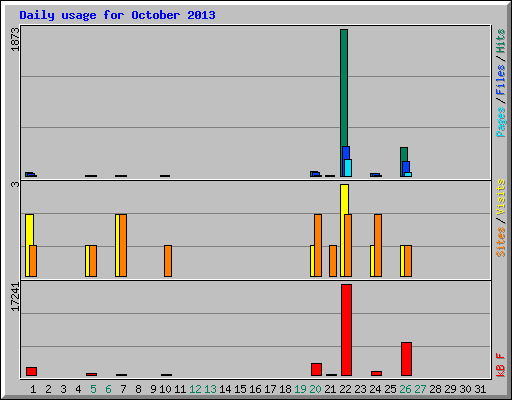 Daily usage for October 2013
1873
Pages / Files / Hits
3
Sites / Visits
17241
kB F
1 2 3 4 5 6 7 8 9 10 11 12 13 14 15 16 17 18 19 20 21 22 23 24 25 26 27 28 29 30 31